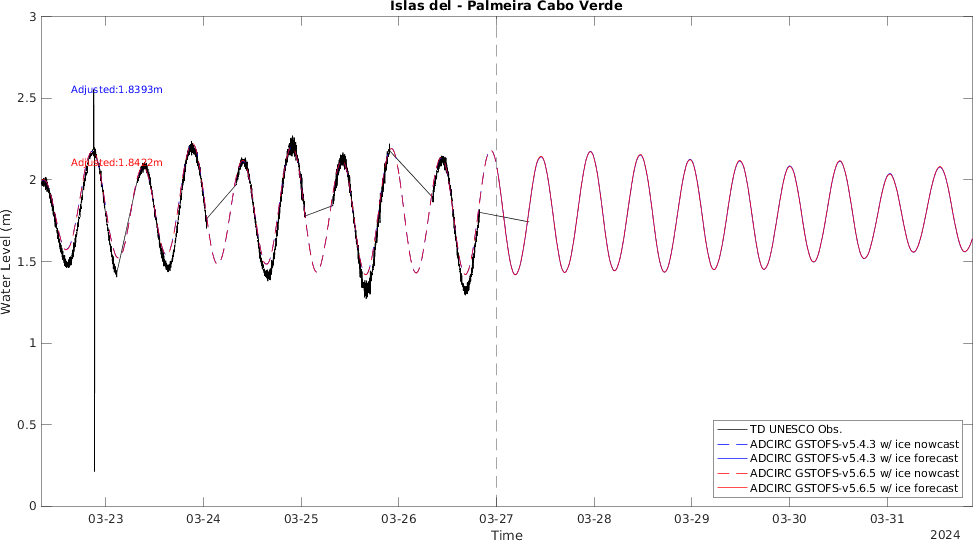 Islas del - Palmeira Cabo Verde
3
2.5
2
1.5
1
0.5
0
Water Level (m)
Adjusted:1.8393m
Adjusted:1.8422m
TD UNESCO Obs.
ADCIRC GSTOFS-v5.4.3 w/ ice nowcast
ADCIRC GSTOFS-v5.4.3 w/ ice forecast
ADCIRC GSTOFS-v5.6.5 w/ ice nowcast
ADCIRC GSTOFS-v5.6.5 w/ ice forecast
03-23 03-24 03-25 03-26 03-27 03-28 03-29 03-30 03-31
Time
2024